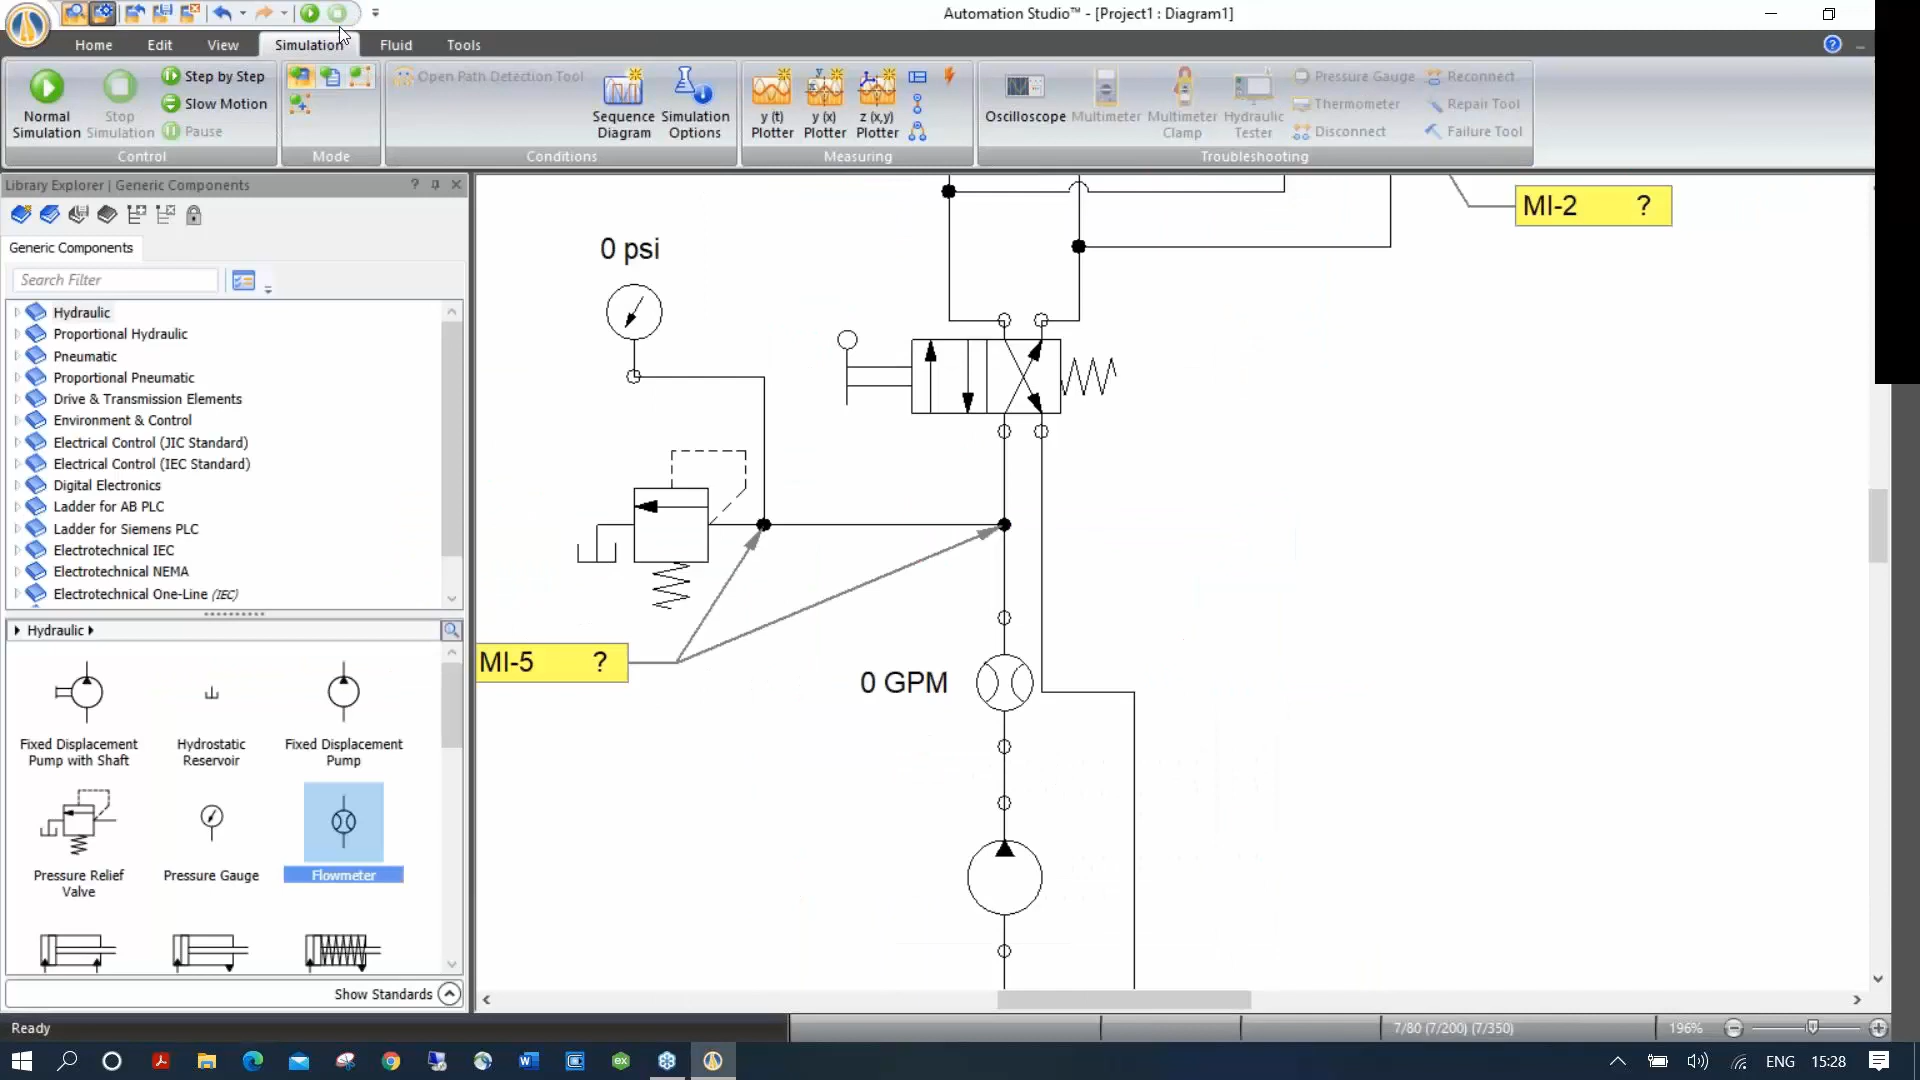 Automation Studio™ - [Project1 : Diagram1]
Home Edit View Simulation Fluid Tools
Normal Simulation
Stop Simulation
Step by Step
Slow Motion
Pause
Control
Mode
Open Path Detection Tool
Sequence Diagram
Simulation Options
Conditions
y (t) Plotter
y (x) Plotter
z (x,y) Plotter
Measuring
Oscilloscope
Multimeter
Multimeter Clamp
Hydraulic Tester
Pressure Gauge
Thermometer
Disconnect
Reconnect
Repair Tool
Failure Tool
Troubleshooting
Library Explorer | Generic Components
Generic Components
Search Filter
Hydraulic
Proportional Hydraulic
Pneumatic
Proportional Pneumatic
Drive & Transmission Elements
Environment & Control
Electrical Control (JIC Standard)
Electrical Control (IEC Standard)
Digital Electronics
Ladder for AB PLC
Ladder for Siemens PLC
Electrotechnical IEC
Electrotechnical NEMA
Electrotechnical One-Line (IEC)
Hydraulic
Fixed Displacement Pump with Shaft
Hydrostatic Reservoir
Fixed Displacement Pump
Pressure Relief Valve
Pressure Gauge
Flowmeter
Show Standards
MI-2 ?
0 psi
MI-5 ?
0 GPM
Ready
7/80 (7/200) (7/350)
196%
ENG
15:28